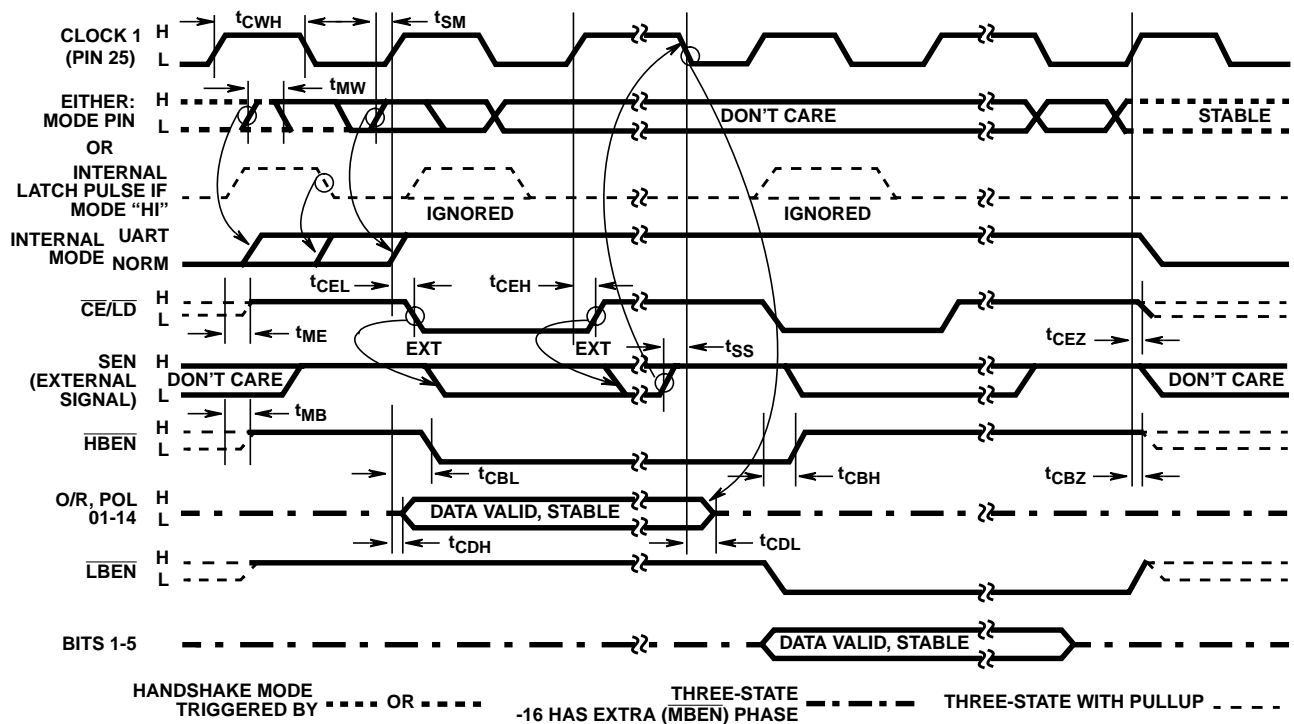 CLOCK 1
(PIN 25)
H
L
tCWH
tSM
EITHER:
MODE PIN
H
L
tMW
DON'T CARE
STABLE
OR
INTERNAL
LATCH PULSE IF
MODE “HI”
IGNORED
IGNORED
INTERNAL
MODE
UART
NORM
CE/LD
H
L
tCEL
tCEH
tME
EXT
EXT
tCEZ
tSS
SEN
(EXTERNAL
SIGNAL)
H
L
DON'T CARE
DON'T CARE
tMB
HBEN
H
L
tCBL
tCBH
tCBZ
O/R, POL
01-14
H
L
DATA VALID, STABLE
tCDH
tCDL
LBEN
H
L
BITS 1-5
DATA VALID, STABLE
HANDSHAKE MODE
TRIGGERED BY
OR
THREE-STATE
-16 HAS EXTRA (MBEN) PHASE
THREE-STATE WITH PULLUP